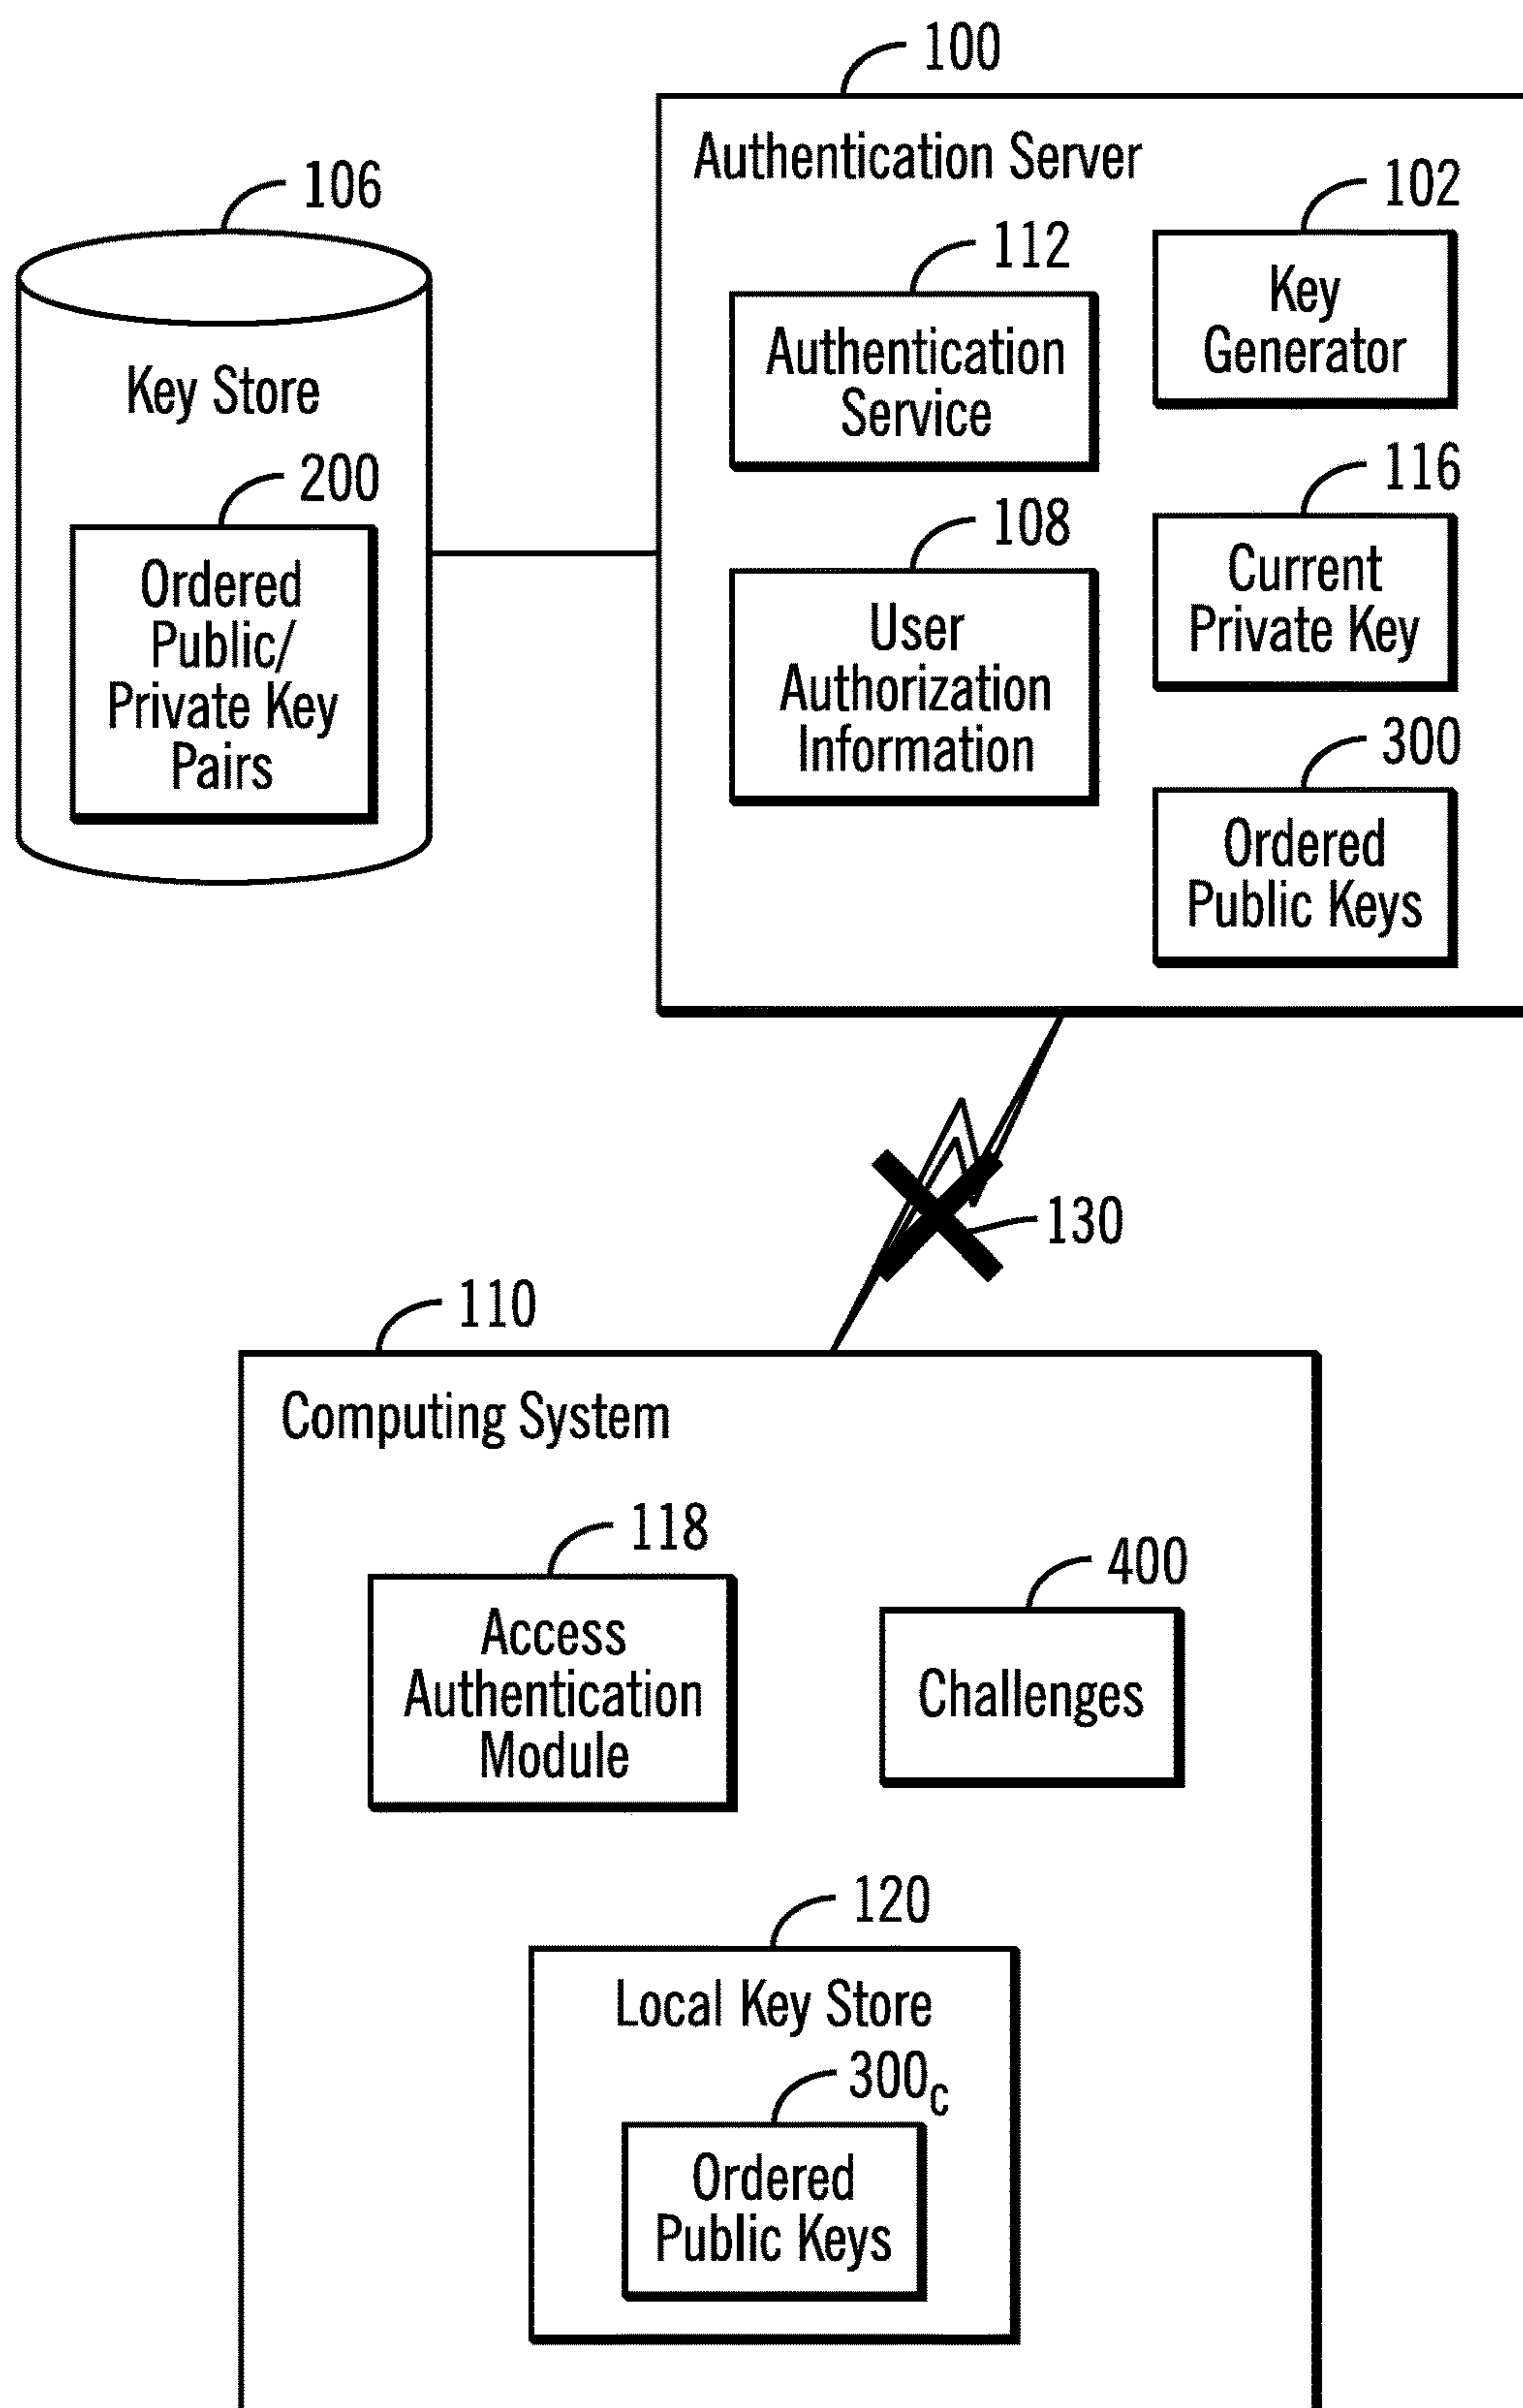 100
Authentication Server
106
102
112
Key
Generator
Authentication
Service
Key Store
116
200
108
Current
Private Key
Ordered
Public/
Private Key
Pairs
User
Authorization
Information
300
Ordered
Public Keys
130
110
Computing System
118
400
Access
Authentication
Module
Challenges
120
Local Key Store
300C
Ordered
Public Keys